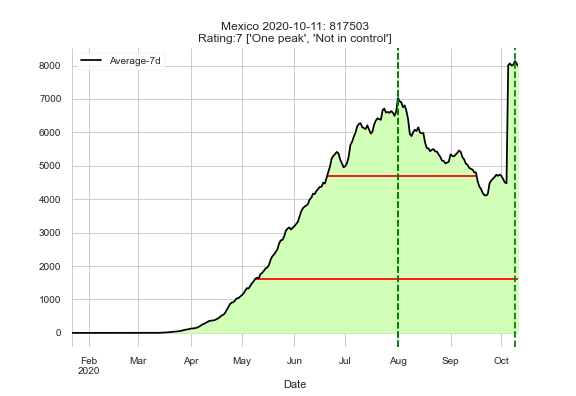 Mexico 2020-10-11: 817503
Rating:7 ['One peak', 'Not in control']
Average-7d
8000
7000
6000
5000
4000
3000
2000
1000
0
Feb Mar Apr May Jun Jul Aug Sep Oct
2020
Date